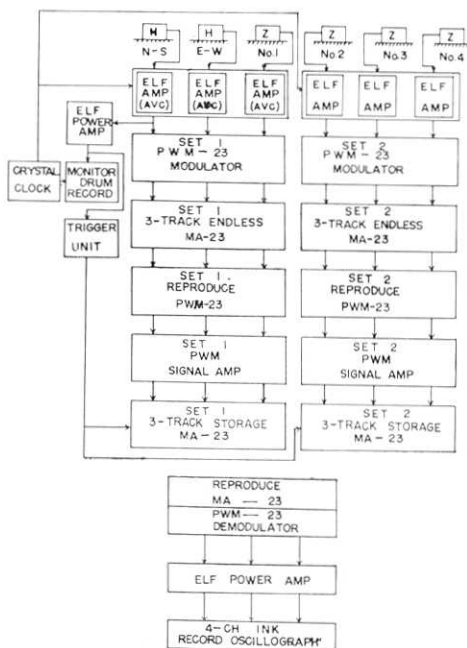 H H Z Z Z Z
N-S E-W No.1 No.2 No.3 No.4
ELF AMP (AVC)
ELF AMP (AVC)
ELF AMP (AVC)
ELF AMP
ELF AMP
ELF AMP
ELF
POWER
AMP
CRYSTAL
CLOCK
MONITOR
DRUM
RECORD
TRIGGER
UNIT
SET 1
PWM-23
MODULATOR
SET 2
PWM-23
MODULATOR
SET 1
3-TRACK ENDLESS
MA-23
SET 2
3-TRACK ENDLESS
MA-23
SET 1.
REPRODUCE
PWM-23
SET 2
REPRODUCE
PWM-23
SET 1
PWM
SIGNAL AMP
SET 2
PWM
SIGNAL AMP
SET 1
3-TRACK STORAGE
MA-23
SET 2
3-TRACK STORAGE
MA-23
REPRODUCE
MA — 23
PWM — 23
DEMODULATOR
ELF POWER AMP
4-CH INK
RECORD OSCILLOGRAPH"